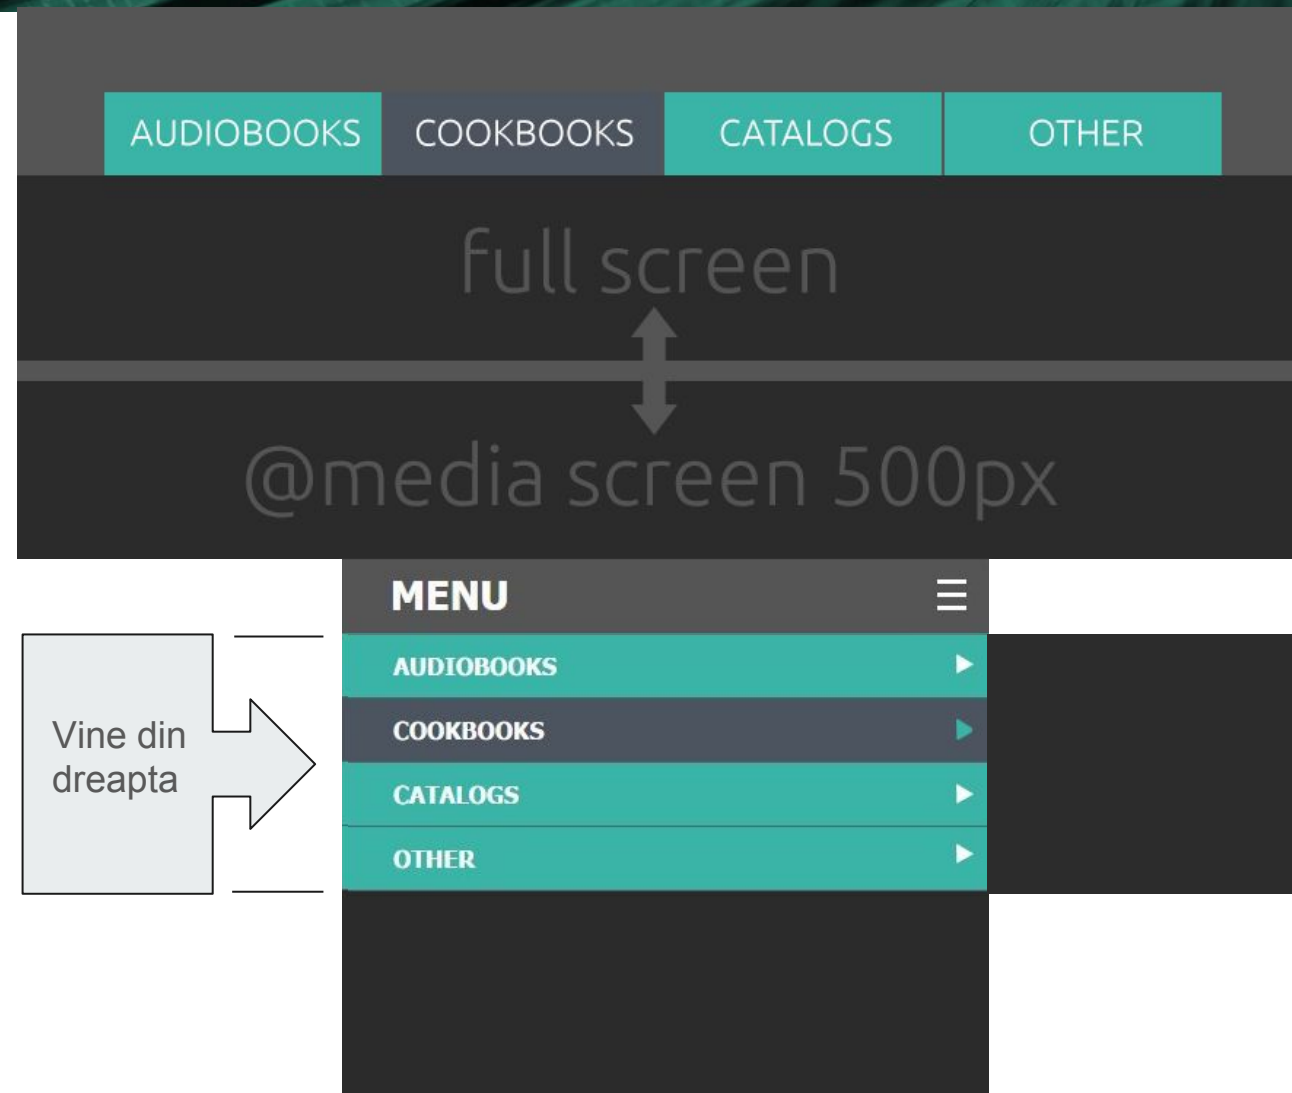 AUDIOBOOKS COOKBOOKS CATALOGS OTHER
full screen
@media screen 500px
MENU
AUDIOBOOKS
COOKBOOKS
CATALOGS
OTHER
Vine din
dreapta